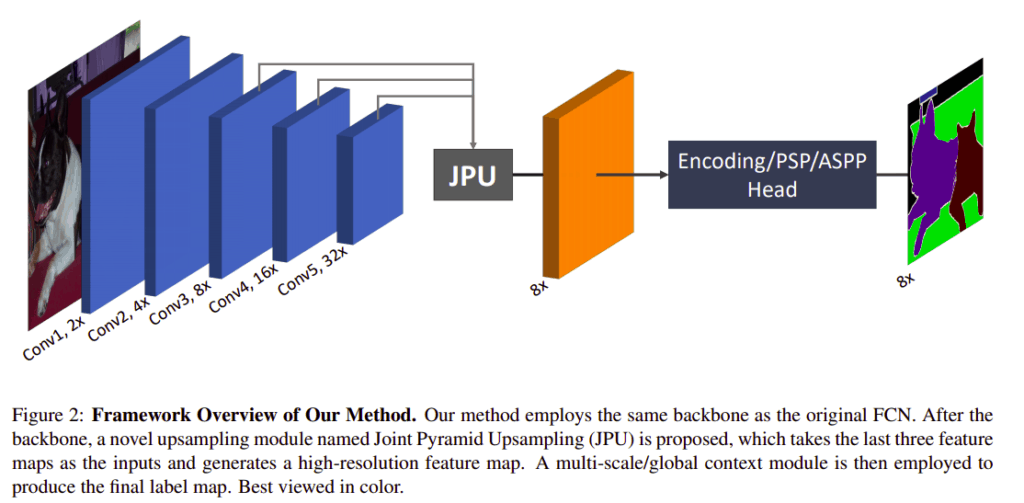 Conv1, 2x
Conv2, 4x
Conv3, 8x
Conv4, 16x
Conv5, 32x
JPU
8x
Encoding/PSP/ASPP
Head
8x
Figure 2: Framework Overview of Our Method. Our method employs the same backbone as the original FCN. After the
backbone, a novel upsampling module named Joint Pyramid Upsampling (JPU) is proposed, which takes the last three feature
maps as the inputs and generates a high-resolution feature map. A multi-scale/global context module is then employed to
produce the final label map. Best viewed in color.